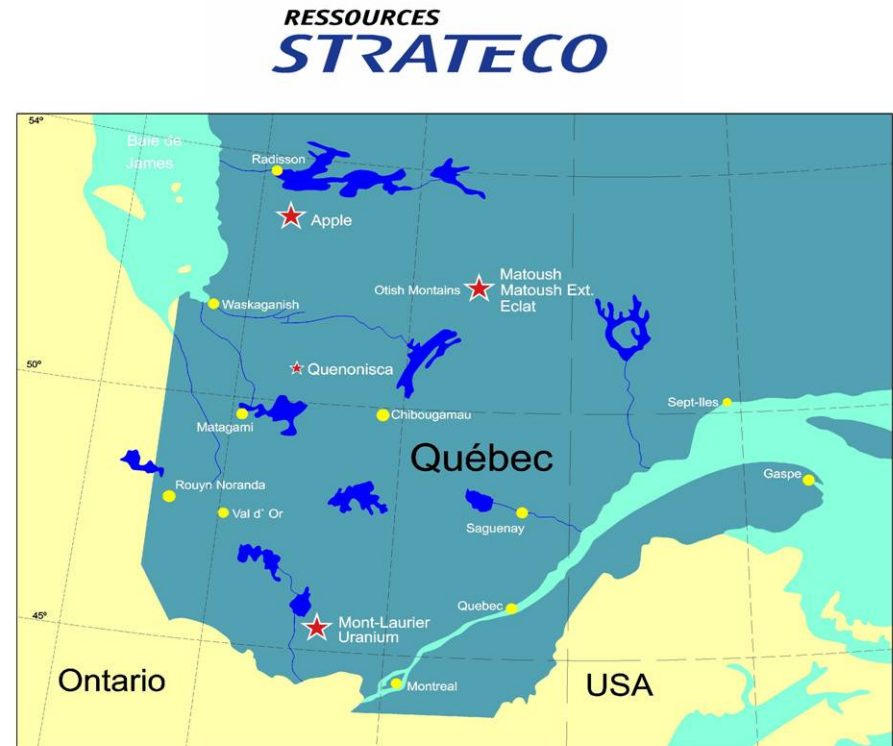 RESSOURCES
STRATECO
54°
Baie de
James
Radisson
Apple
Matoush
Otish Montains
Matoush Ext.
Eclat
Waskaganish
50°
Quenonisca
Sept-Iles
Matagami
Chibougamau
Québec
Gaspe
Rouyn Noranda
Val d` Or
Saguenay
45°
Quebec
Mont-Laurier
Uranium
Ontario
USA
Montreal